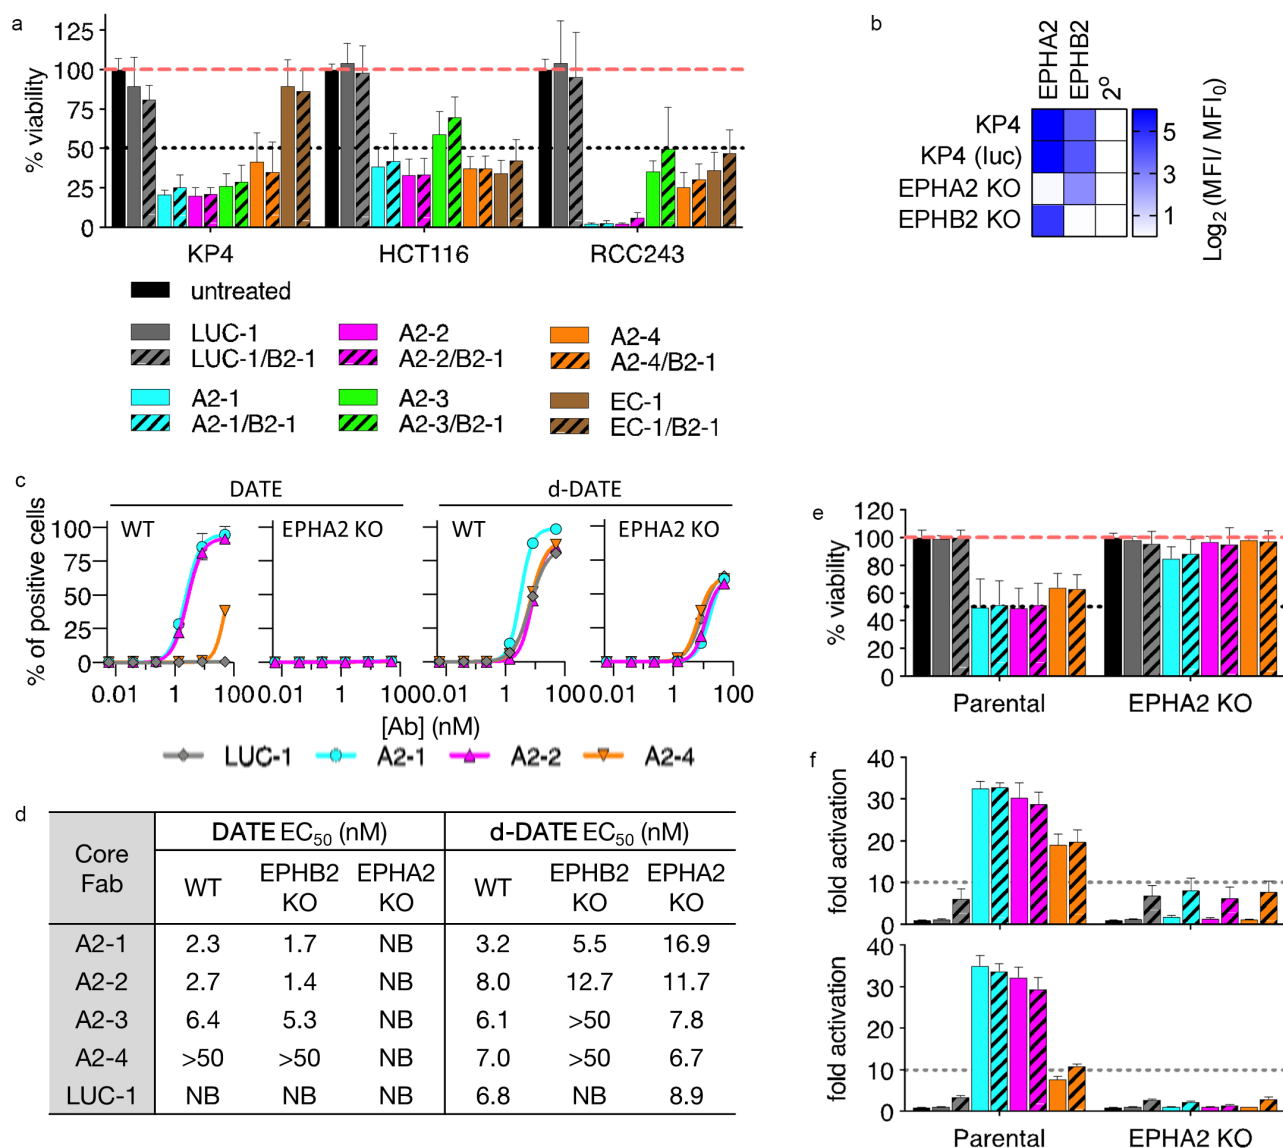 a
125
100
75
50
25
0
% viability
KP4 HCT116 RCC243
untreated
LUC-1 A2-2 A2-4
LUC-1/B2-1 A2-2/B2-1 A2-4/B2-1
A2-1 A2-3 EC-1
A2-1/B2-1 A2-3/B2-1 EC-1/B2-1
b
EPHA2 EPHB2 2°
KP4
KP4 (luc)
EPHA2 KO
EPHB2 KO
5
3
1
Log2 (MFI/ MFI0)
c
DATE d-DATE
WT EPHA2 KO WT EPHA2 KO
100
75
50
25
0
% of positive cells
0.01 1 100 0.01 1 100 0.01 1 100 0.01 1 100
[Ab] (nM)
LUC-1 A2-1 A2-2 A2-4
d
Core Fab DATE EC50 (nM) d-DATE EC50 (nM)
WT EPHB2 KO EPHA2 KO WT EPHB2 KO EPHA2 KO
A2-1 2.3 1.7 NB 3.2 5.5 16.9
A2-2 2.7 1.4 NB 8.0 12.7 11.7
A2-3 6.4 5.3 NB 6.1 >50 7.8
A2-4 >50 >50 NB 7.0 >50 6.7
LUC-1 NB NB NB 6.8 NB 8.9
e
120
100
80
60
40
20
0
% viability
Parental EPHA2 KO
f
40
30
20
10
0
fold activation
40
30
20
10
0
fold activation
Parental EPHA2 KO